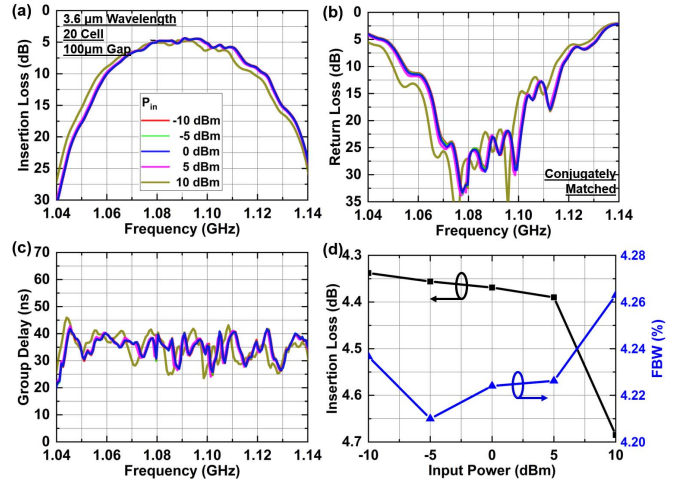 (a)
3.6 µm Wavelength
20 Cell
100µm Gap
P_in
-10 dBm
-5 dBm
0 dBm
5 dBm
10 dBm
Insertion Loss (dB)
0
5
10
15
20
25
30
1.04
1.06
1.08
1.10
1.12
1.14
Frequency (GHz)
(b)
Return Loss (dB)
0
5
10
15
20
25
30
35
Conjugately
Matched
1.04
1.06
1.08
1.10
1.12
1.14
Frequency (GHz)
(c)
Group Delay (ns)
70
60
50
40
30
20
10
0
1.04
1.06
1.08
1.10
1.12
1.14
Frequency (GHz)
(d)
Insertion Loss (dB)
4.3
4.4
4.5
4.6
4.7
4.28
4.26
4.24
4.22
4.20
FBW (%)
-10
-5
0
5
10
Input Power (dBm)